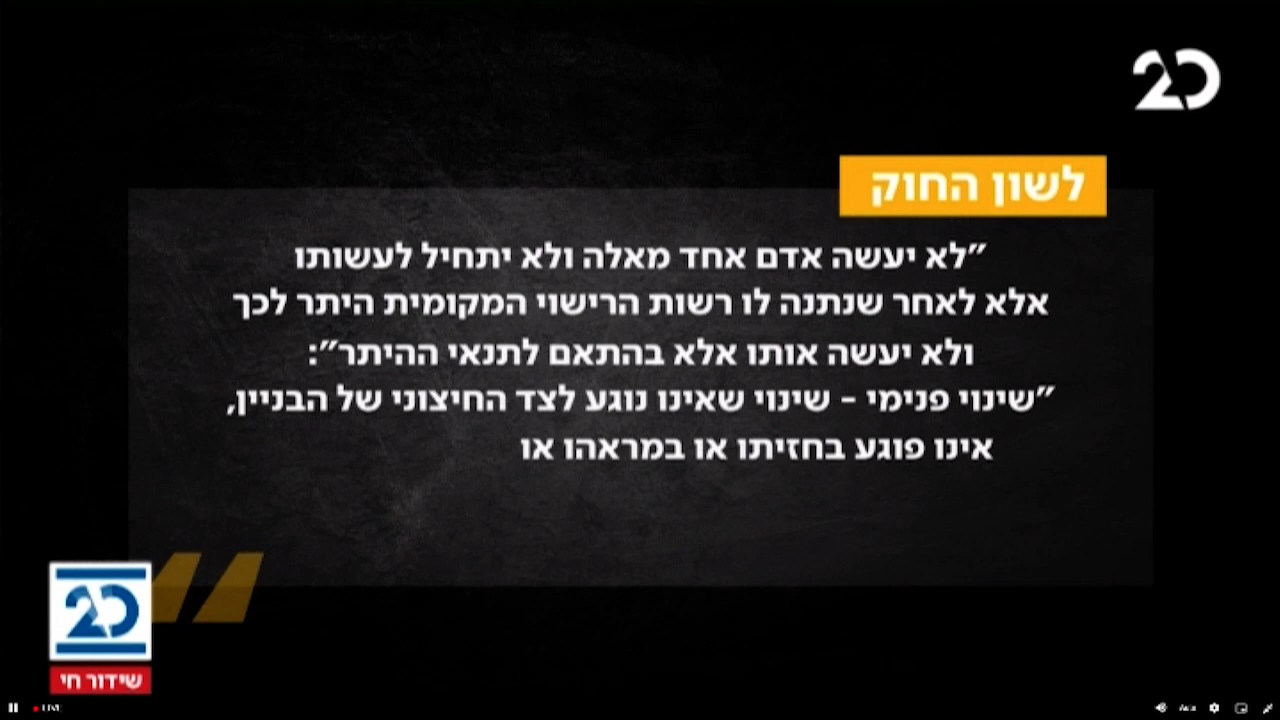 20
לשון החוק
"לא יעשה אדם אחד מאלה ולא יתחיל לעשותו
אלא לאחר שנתנה לו רשות הרישוי המקומית היתר לכך
ולא יעשה אותו אלא בהתאם לתנאי ההיתר":
"שינוי פנימי - שינוי שאינו נוגע לצד החיצוני של הבניין,
אינו פוגע בחזיתו או במראהו או
20
שידור חי
LIVE